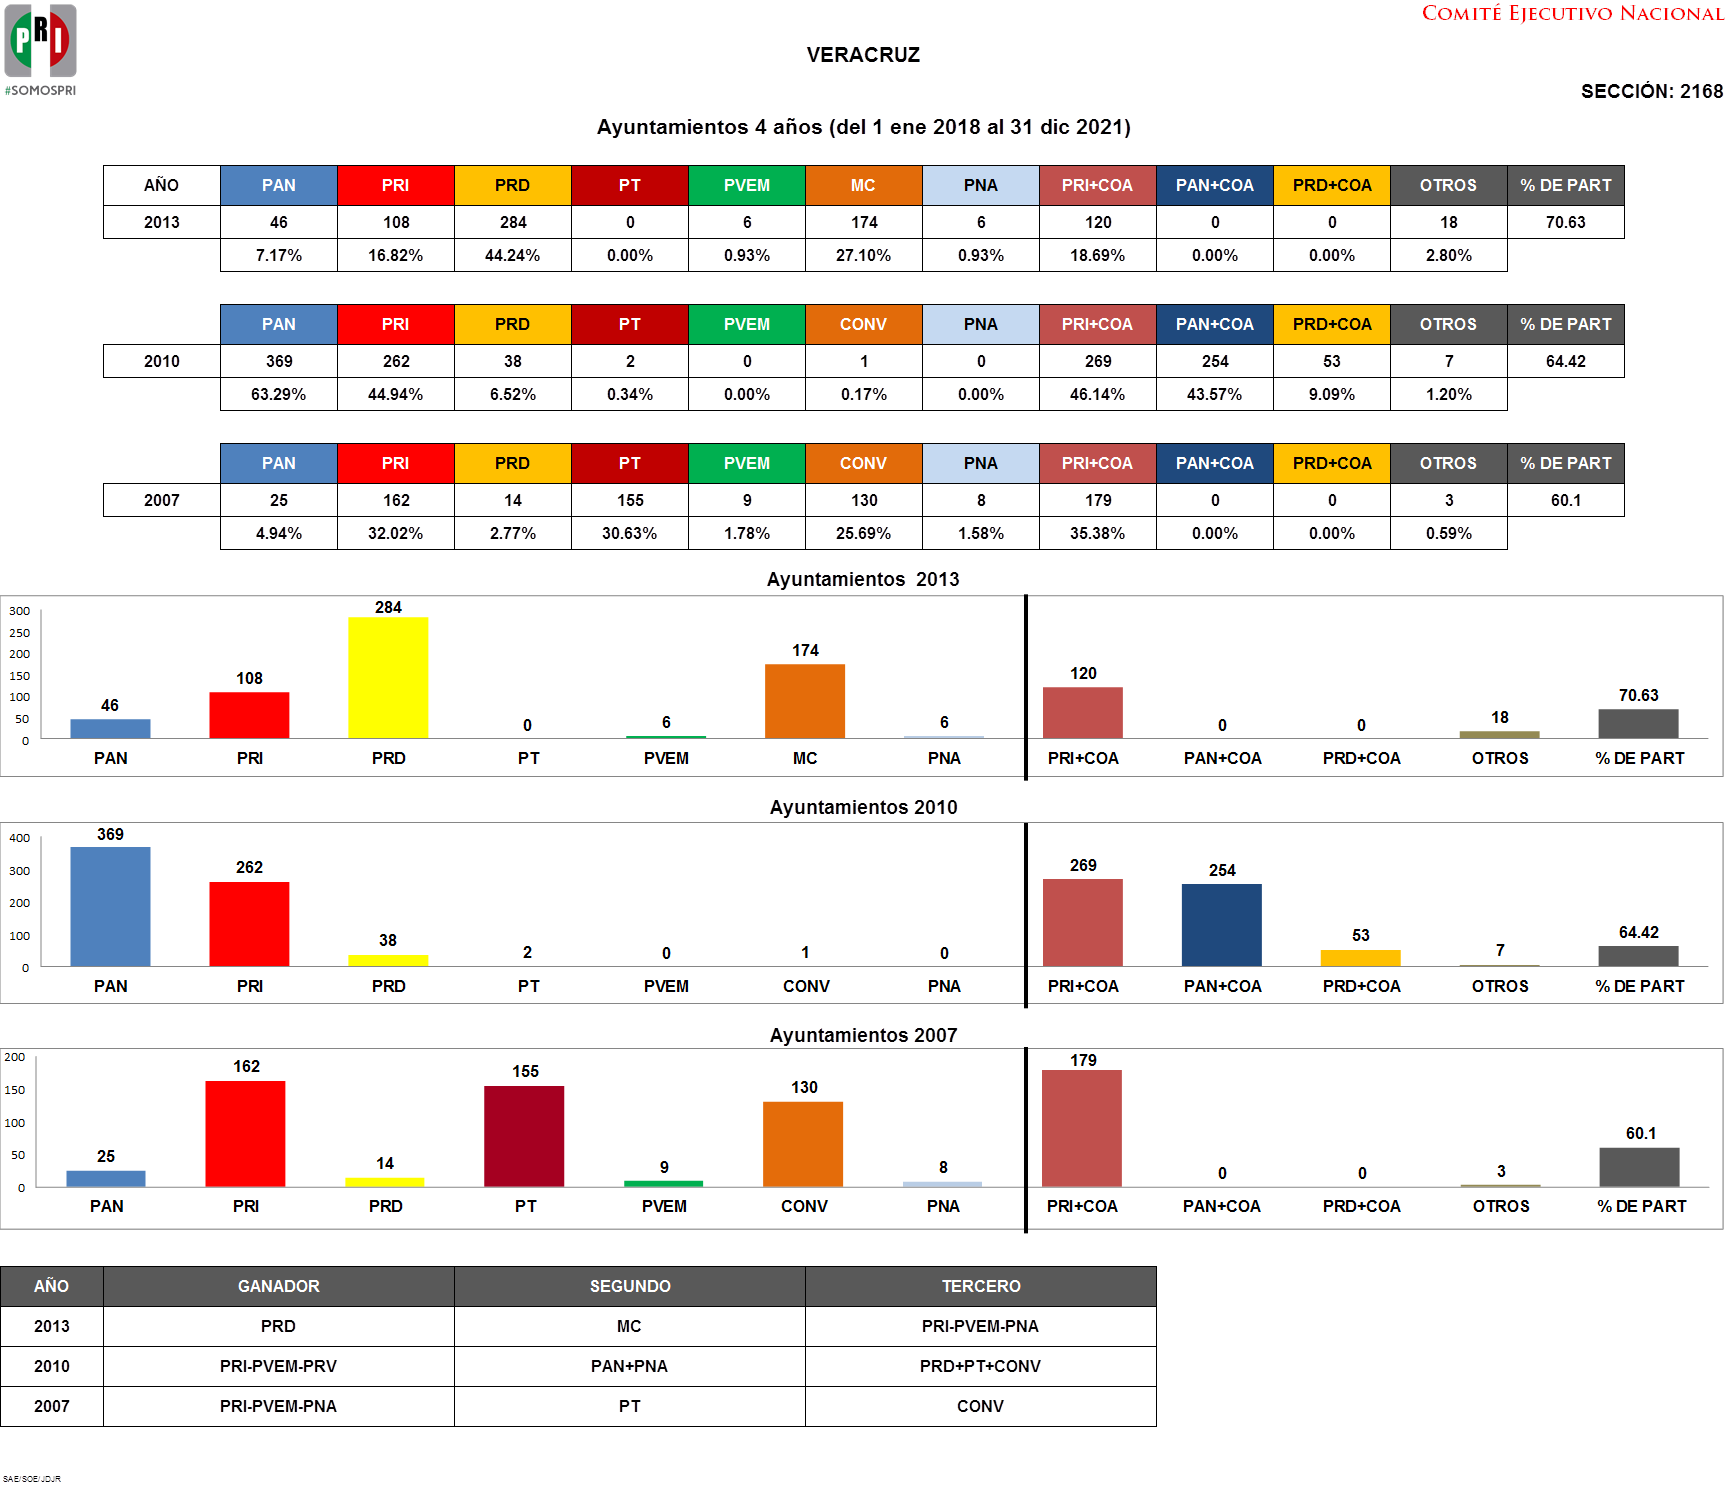 PRI
#SOMOSPRI
COMITÉ EJECUTIVO NACIONAL
VERACRUZ
SECCIÓN: 2168
Ayuntamientos 4 años (del 1 ene 2018 al 31 dic 2021)
AÑO PAN PRI PRD PT PVEM MC PNA PRI+COA PAN+COA PRD+COA OTROS % DE PART
2013 46 108 284 0 6 174 6 120 0 0 18 70.63
7.17% 16.82% 44.24% 0.00% 0.93% 27.10% 0.93% 18.69% 0.00% 0.00% 2.80%
PAN PRI PRD PT PVEM CONV PNA PRI+COA PAN+COA PRD+COA OTROS % DE PART
2010 369 262 38 2 0 1 0 269 254 53 7 64.42
63.29% 44.94% 6.52% 0.34% 0.00% 0.17% 0.00% 46.14% 43.57% 9.09% 1.20%
PAN PRI PRD PT PVEM CONV PNA PRI+COA PAN+COA PRD+COA OTROS % DE PART
2007 25 162 14 155 9 130 8 179 0 0 3 60.1
4.94% 32.02% 2.77% 30.63% 1.78% 25.69% 1.58% 35.38% 0.00% 0.00% 0.59%
Ayuntamientos 2013
300
250
200
150
100
50
0
46 108 284 0 6 174 6 120 0 0 18 70.63
PAN PRI PRD PT PVEM MC PNA PRI+COA PAN+COA PRD+COA OTROS % DE PART
Ayuntamientos 2010
400
300
200
100
0
369 262 38 2 0 1 0 269 254 53 7 64.42
PAN PRI PRD PT PVEM CONV PNA PRI+COA PAN+COA PRD+COA OTROS % DE PART
Ayuntamientos 2007
200
150
100
50
0
25 162 14 155 9 130 8 179 0 0 3 60.1
PAN PRI PRD PT PVEM CONV PNA PRI+COA PAN+COA PRD+COA OTROS % DE PART
AÑO GANADOR SEGUNDO TERCERO
2013 PRD MC PRI-PVEM-PNA
2010 PRI-PVEM-PRV PAN+PNA PRD+PT+CONV
2007 PRI-PVEM-PNA PT CONV
SAE/SOE/JDJR